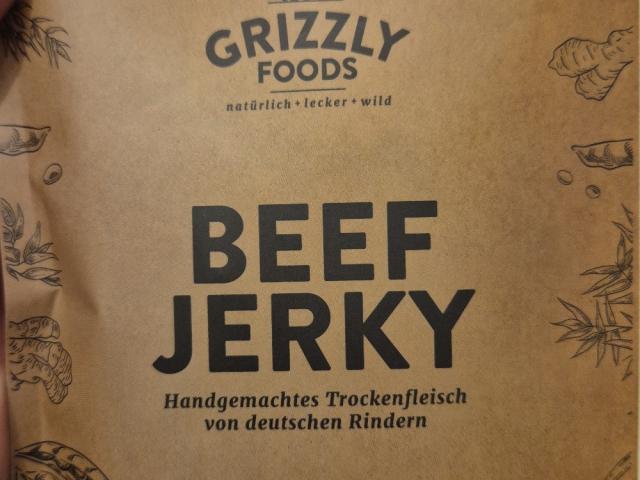 GRIZZLY
FOODS
natürlich + lecker + wild
BEEF
JERKY
Handgemachtes Trockenfleisch
von deutschen Rindern